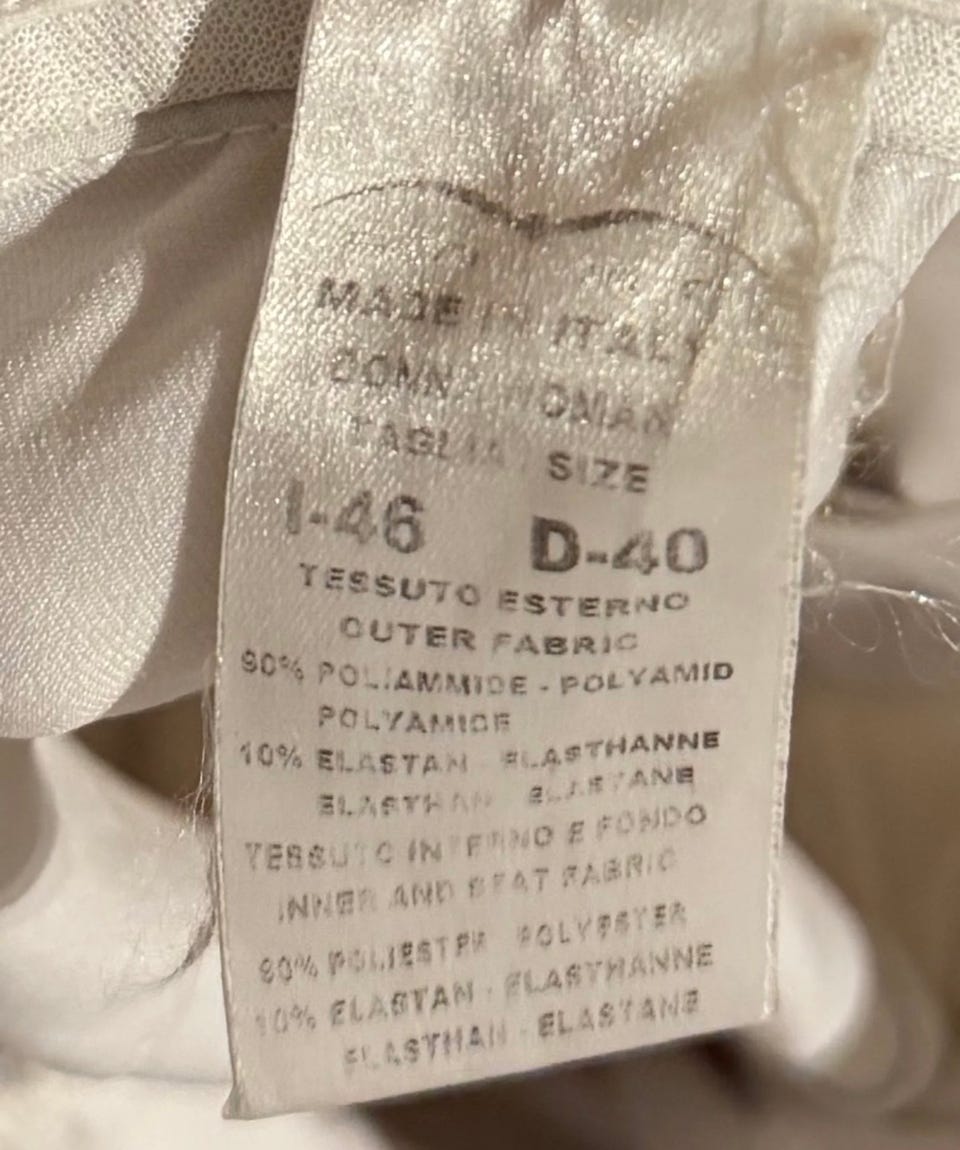 MADE IN ITALY
DONNA WOMAN
TAGLIA SIZE
I-46 D-40
TESSUTO ESTERNO
OUTER FABRIC
90% POLIAMMIDE - POLYAMID
POLYAMIDE
10% ELASTAN - ELASTHANNE
ELASTHAN - ELASTANE
TESSUTO INTERNO E FONDO
INNER AND SEAT FABRIC
90% POLIESTER POLYESTER
10% ELASTAN - ELASTHANNE
ELASTHAN - ELASTANE